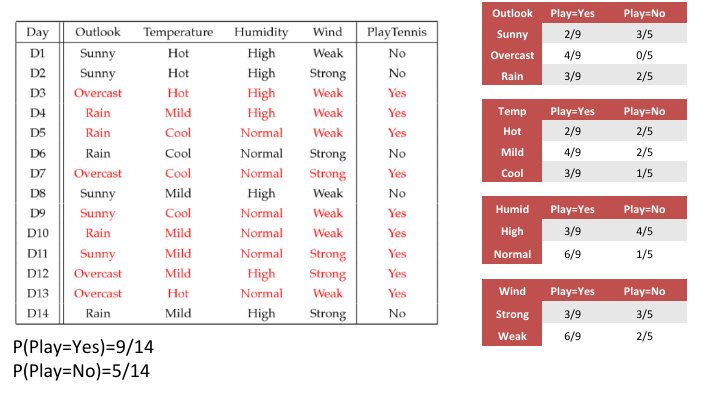 Day Outlook Temperature Humidity Wind PlayTennis
D1 Sunny Hot High Weak No
D2 Sunny Hot High Strong No
D3 Overcast Hot High Weak Yes
D4 Rain Mild High Weak Yes
D5 Rain Cool Normal Weak Yes
D6 Rain Cool Normal Strong No
D7 Overcast Cool Normal Strong Yes
D8 Sunny Mild High Weak No
D9 Sunny Cool Normal Weak Yes
D10 Rain Mild Normal Weak Yes
D11 Sunny Mild Normal Strong Yes
D12 Overcast Mild High Strong Yes
D13 Overcast Hot Normal Weak Yes
D14 Rain Mild High Strong No
P(Play=Yes)=9/14
P(Play=No)=5/14
Outlook Play=Yes Play=No
Sunny 2/9 3/5
Overcast 4/9 0/5
Rain 3/9 2/5
Temp Play=Yes Play=No
Hot 2/9 2/5
Mild 4/9 2/5
Cool 3/9 1/5
Humid Play=Yes Play=No
High 3/9 4/5
Normal 6/9 1/5
Wind Play=Yes Play=No
Strong 3/9 3/5
Weak 6/9 2/5